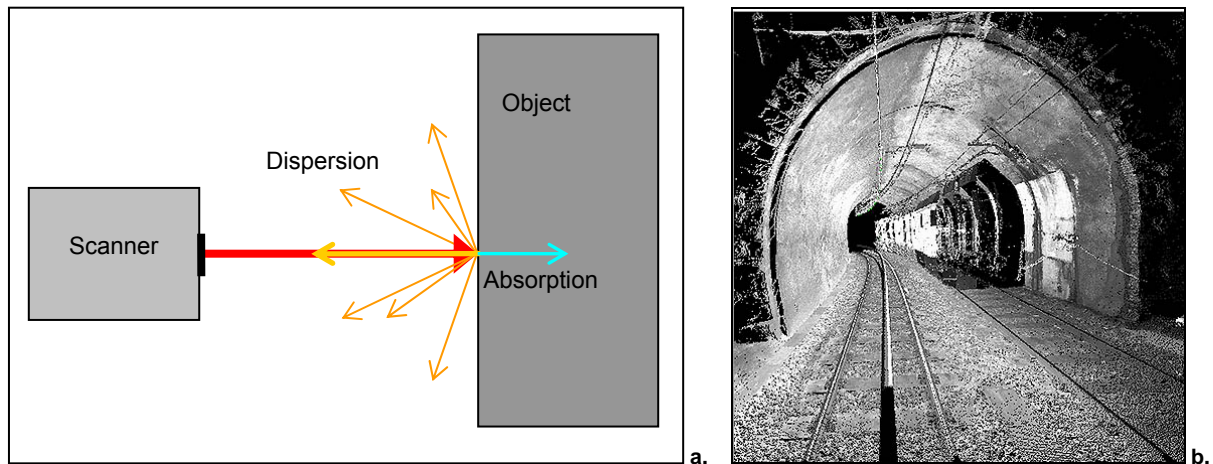 Object
Dispersion
Scanner
Absorption
a.
b.